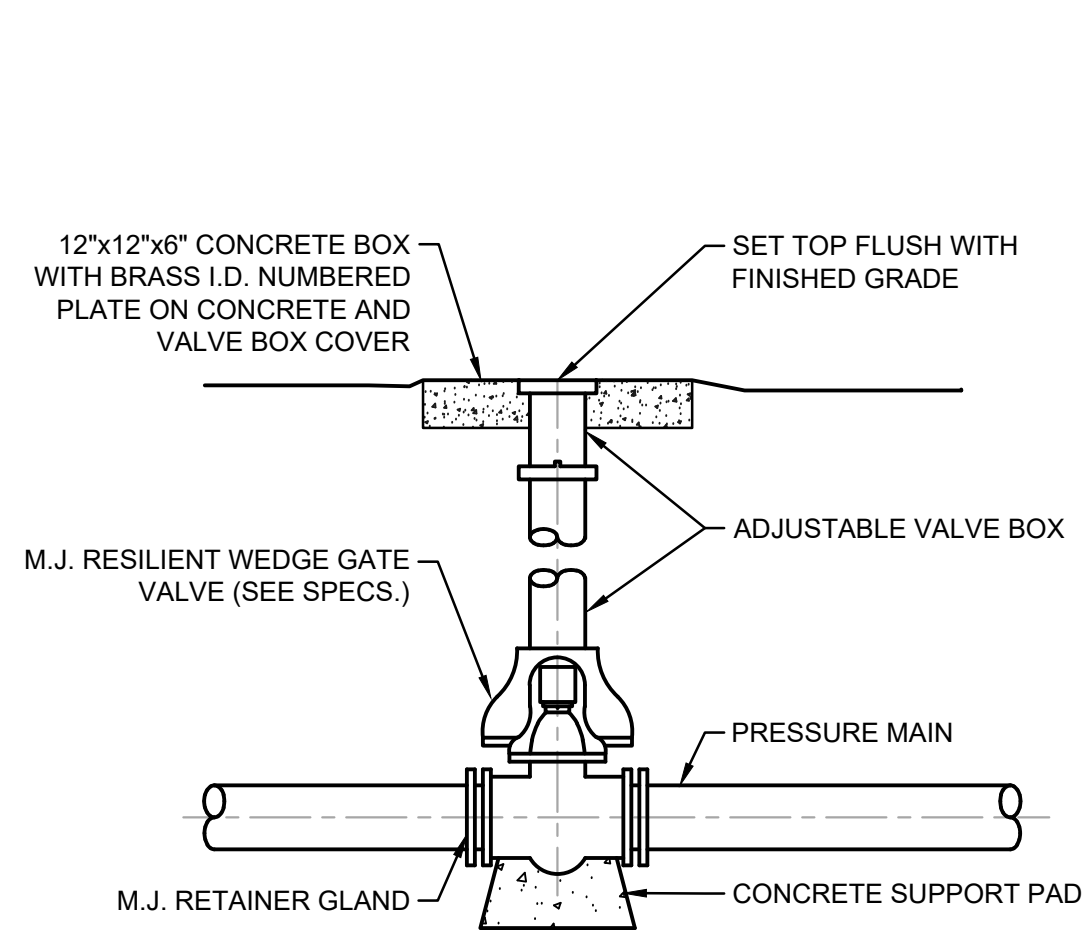 12"x12"x6" CONCRETE BOX
WITH BRASS I.D. NUMBERED
PLATE ON CONCRETE AND
VALVE BOX COVER
SET TOP FLUSH WITH
FINISHED GRADE
ADJUSTABLE VALVE BOX
M.J. RESILIENT WEDGE GATE
VALVE (SEE SPECS.)
PRESSURE MAIN
M.J. RETAINER GLAND
CONCRETE SUPPORT PAD